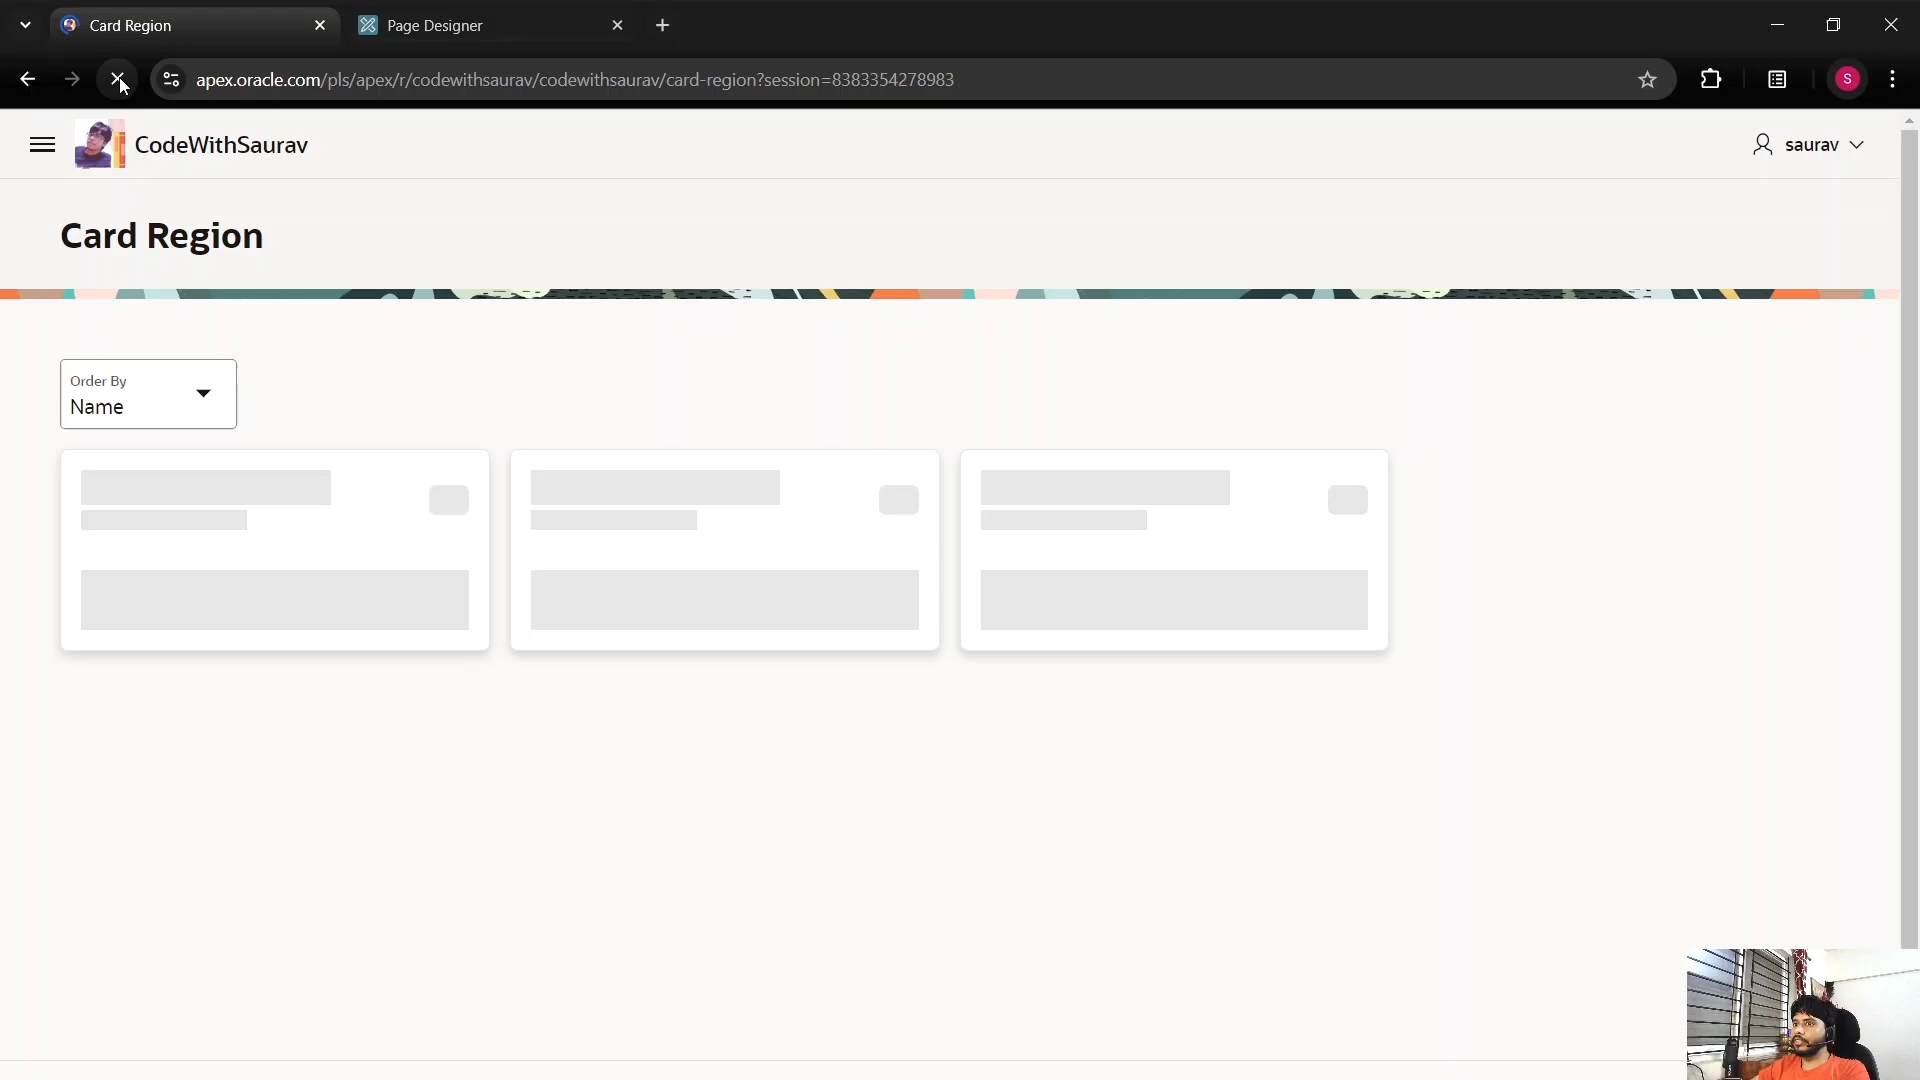 Card Region
Page Designer
apex.oracle.com/pls/apex/r/codewithsaurav/codewithsaurav/card-region?session=8383354278983
S
CodeWithSaurav
saurav
Card Region
Order By
Name